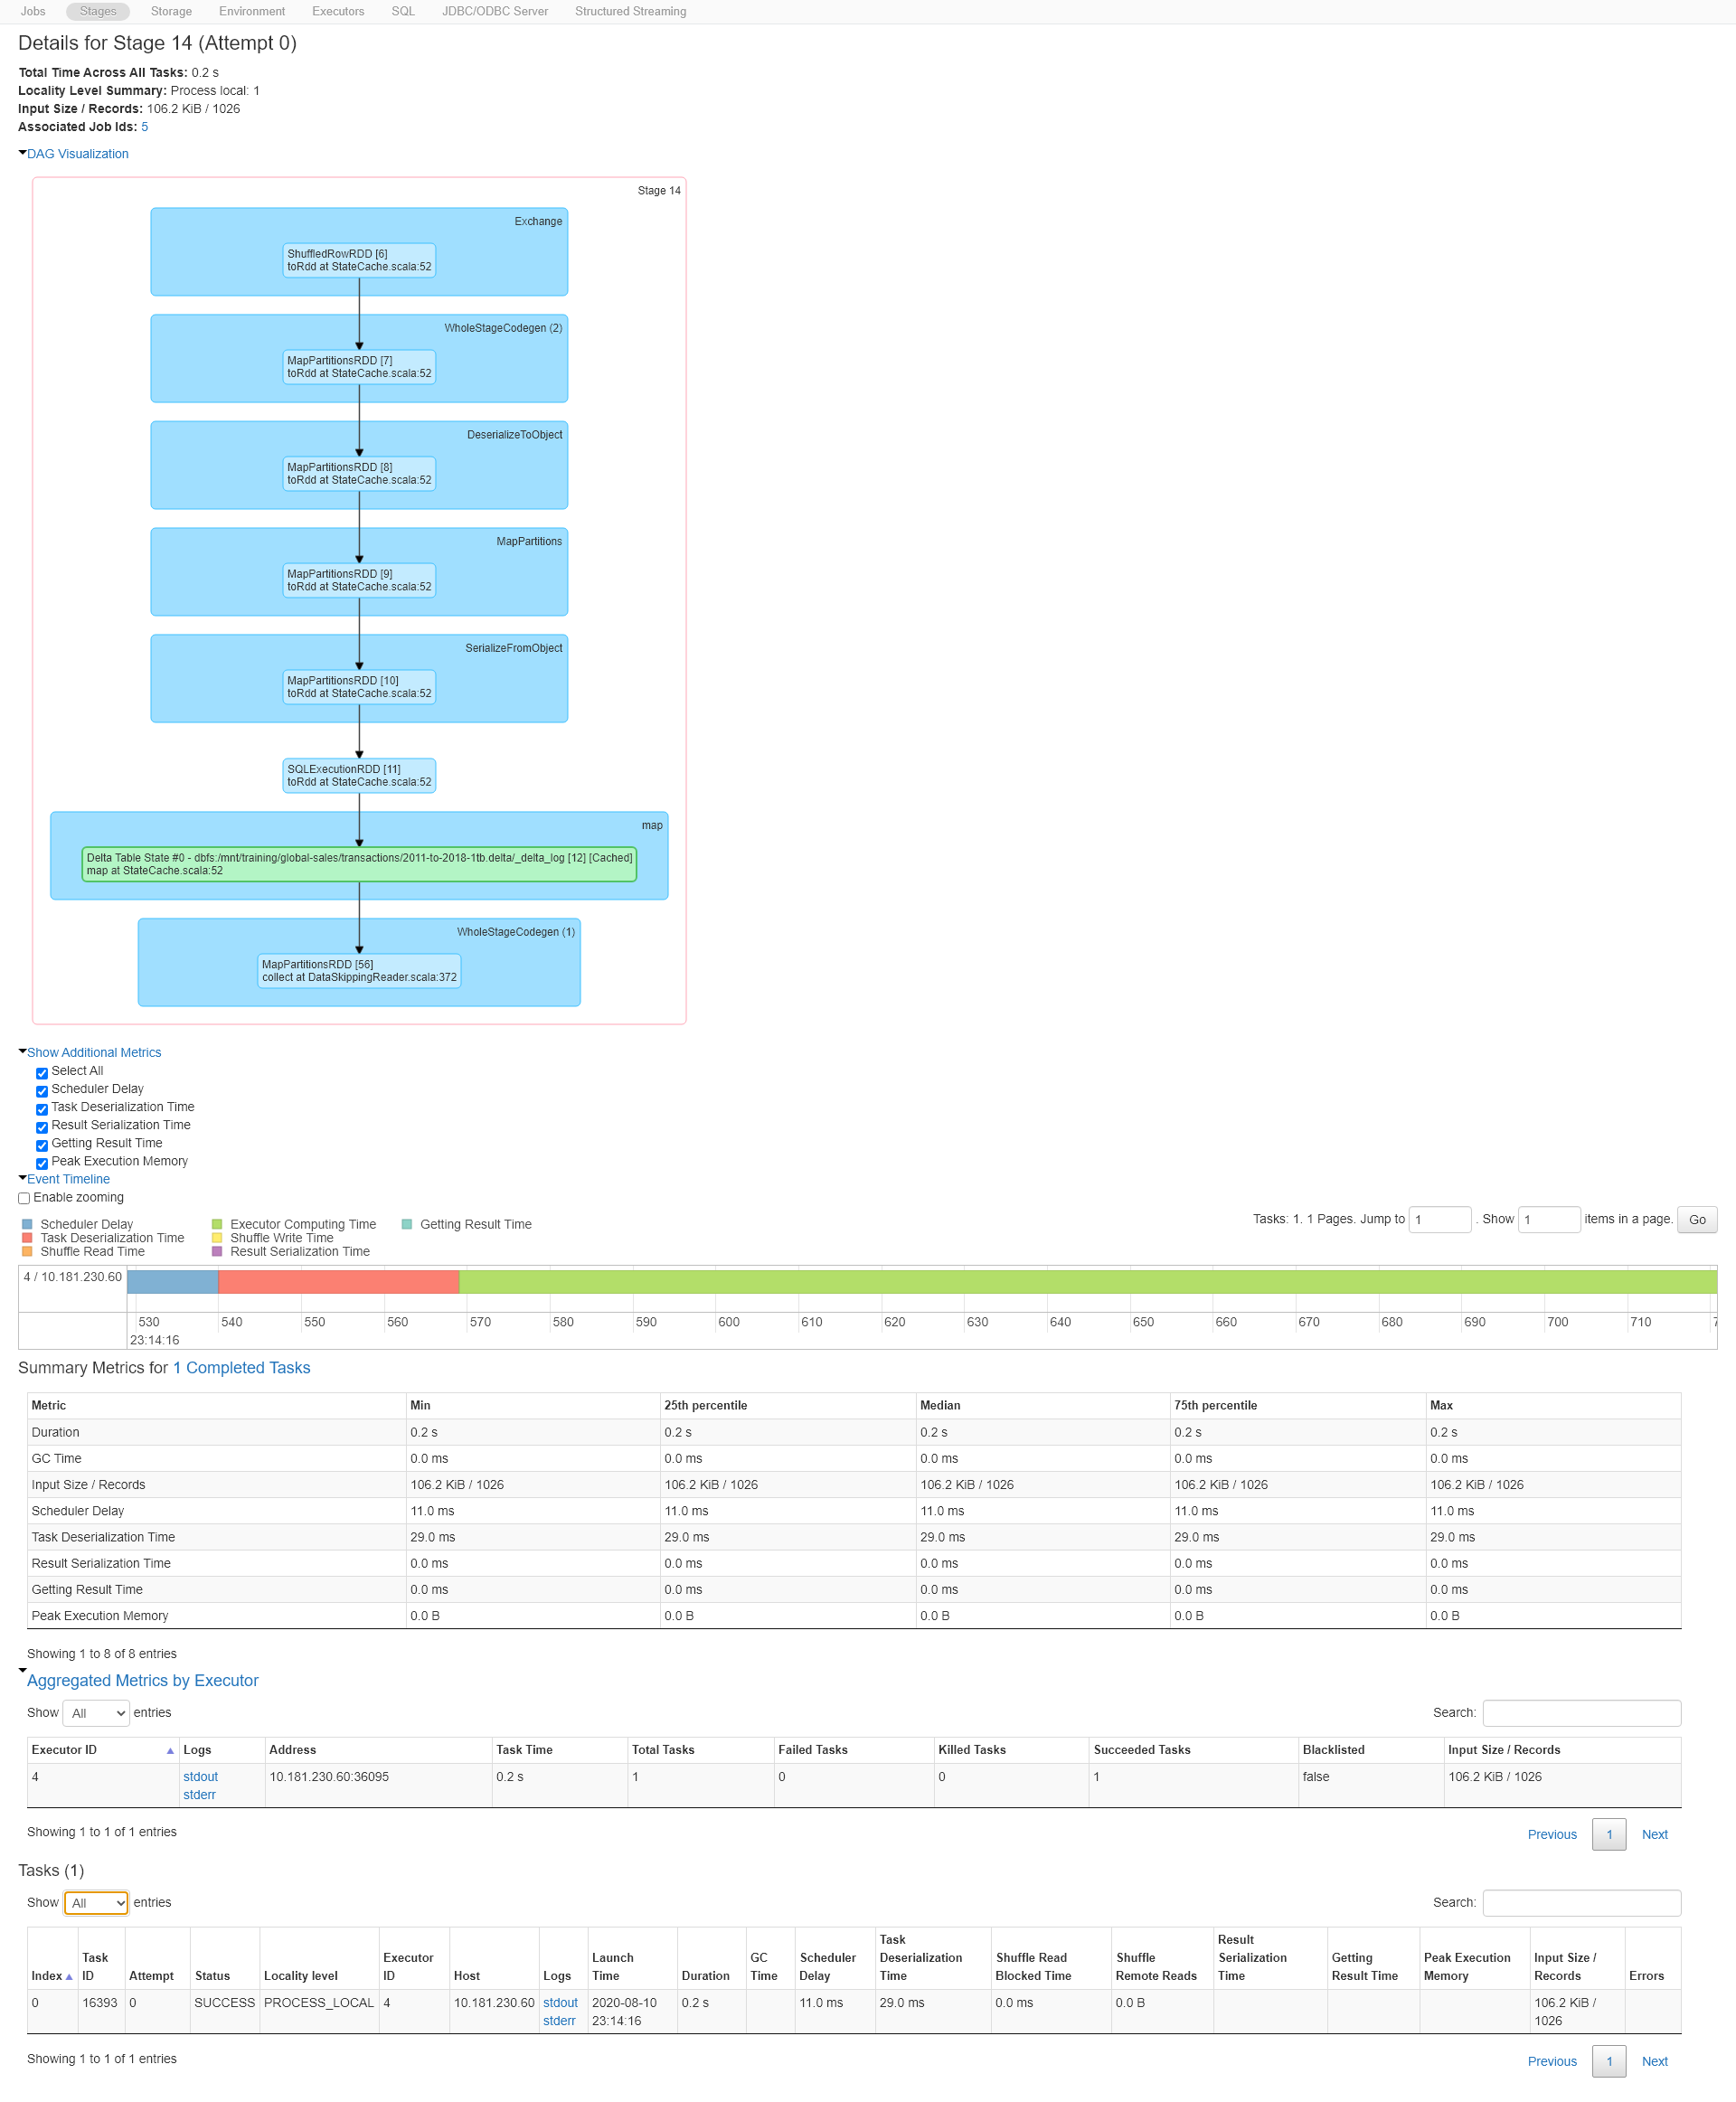 Jobs Stages Storage Environment Executors SQL JDBC/ODBC Server Structured Streaming
Details for Stage 14 (Attempt 0)
Total Time Across All Tasks: 0.2 s
Locality Level Summary: Process local: 1
Input Size / Records: 106.2 KiB / 1026
Associated Job Ids: 5
DAG Visualization
Stage 14
Exchange
ShuffledRowRDD [6]
toRdd at StateCache.scala:52
WholeStageCodegen (2)
MapPartitionsRDD [7]
toRdd at StateCache.scala:52
DeserializeToObject
MapPartitionsRDD [8]
toRdd at StateCache.scala:52
MapPartitions
MapPartitionsRDD [9]
toRdd at StateCache.scala:52
SerializeFromObject
MapPartitionsRDD [10]
toRdd at StateCache.scala:52
SQLExecutionRDD [11]
toRdd at StateCache.scala:52
map
Delta Table State #0 - dbfs:/mnt/training/global-sales/transactions/2011-to-2018-1tb.delta/_delta_log [12] [Cached]
map at StateCache.scala:52
WholeStageCodegen (1)
MapPartitionsRDD [56]
collect at DataSkippingReader.scala:372
Show Additional Metrics
Select All
Scheduler Delay
Task Deserialization Time
Result Serialization Time
Getting Result Time
Peak Execution Memory
Event Timeline
Enable zooming
Tasks: 1. 1 Pages. Jump to 1 . Show 1 items in a page. Go
Scheduler Delay Executor Computing Time Getting Result Time
Task Deserialization Time Shuffle Write Time
Shuffle Read Time Result Serialization Time
4 / 10.181.230.60
530 540 550 560 570 580 590 600 610 620 630 640 650 660 670 680 690 700 710
23:14:16
Summary Metrics for 1 Completed Tasks
Metric Min 25th percentile Median 75th percentile Max
Duration 0.2 s 0.2 s 0.2 s 0.2 s 0.2 s
GC Time 0.0 ms 0.0 ms 0.0 ms 0.0 ms 0.0 ms
Input Size / Records 106.2 KiB / 1026 106.2 KiB / 1026 106.2 KiB / 1026 106.2 KiB / 1026 106.2 KiB / 1026
Scheduler Delay 11.0 ms 11.0 ms 11.0 ms 11.0 ms 11.0 ms
Task Deserialization Time 29.0 ms 29.0 ms 29.0 ms 29.0 ms 29.0 ms
Result Serialization Time 0.0 ms 0.0 ms 0.0 ms 0.0 ms 0.0 ms
Getting Result Time 0.0 ms 0.0 ms 0.0 ms 0.0 ms 0.0 ms
Peak Execution Memory 0.0 B 0.0 B 0.0 B 0.0 B 0.0 B
Showing 1 to 8 of 8 entries
Aggregated Metrics by Executor
Show All entries Search:
Executor ID Logs Address Task Time Total Tasks Failed Tasks Killed Tasks Succeeded Tasks Blacklisted Input Size / Records
4 stdout 10.181.230.60:36095 0.2 s 1 0 0 1 false 106.2 KiB / 1026
stderr
Showing 1 to 1 of 1 entries Previous 1 Next
Tasks (1)
Show All entries Search:
Task Result
Task Executor Launch GC Scheduler Deserialization Shuffle Read Shuffle Serialization Getting Peak Execution Input Size /
Index ID Attempt Status Locality level ID Host Logs Time Duration Time Delay Time Blocked Time Remote Reads Time Result Time Memory Records Errors
0 16393 0 SUCCESS PROCESS_LOCAL 4 10.181.230.60 stdout 2020-08-10 0.2 s 11.0 ms 29.0 ms 0.0 ms 0.0 B 106.2 KiB /
stderr 23:14:16 1026
Showing 1 to 1 of 1 entries Previous 1 Next